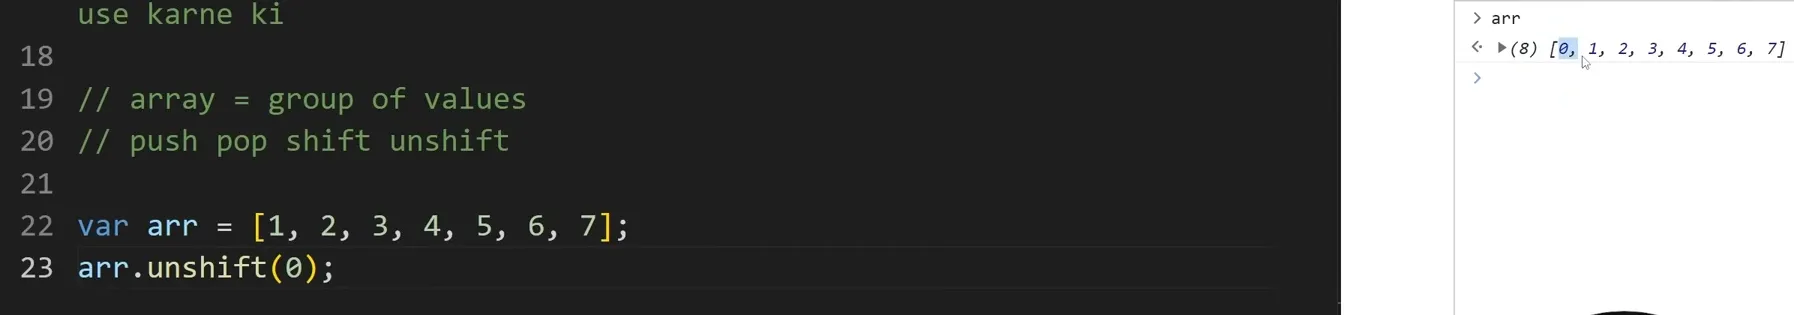 use karne ki
18
19 // array = group of values
20 // push pop shift unshift
21
22 var arr = [1, 2, 3, 4, 5, 6, 7];
23 arr.unshift(0);
> arr
(8) [0, 1, 2, 3, 4, 5, 6, 7]
>